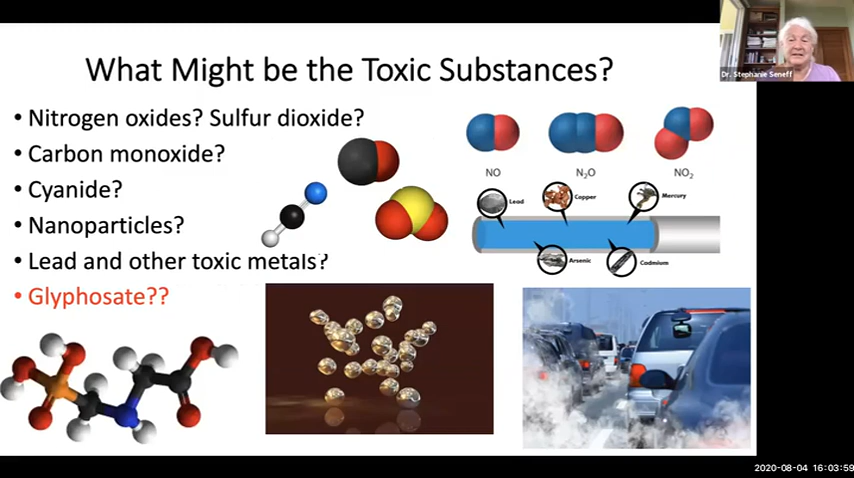 What Might be the Toxic Substances?
• Nitrogen oxides? Sulfur dioxide?
• Carbon monoxide?
• Cyanide?
• Nanoparticles?
• Lead and other toxic metals?
• Glyphosate??
NO
N₂O
NO₂
Lead
Copper
Mercury
Arsenic
Cadmium
Dr. Stephanie Seneff
2020-08-04 16:03:59